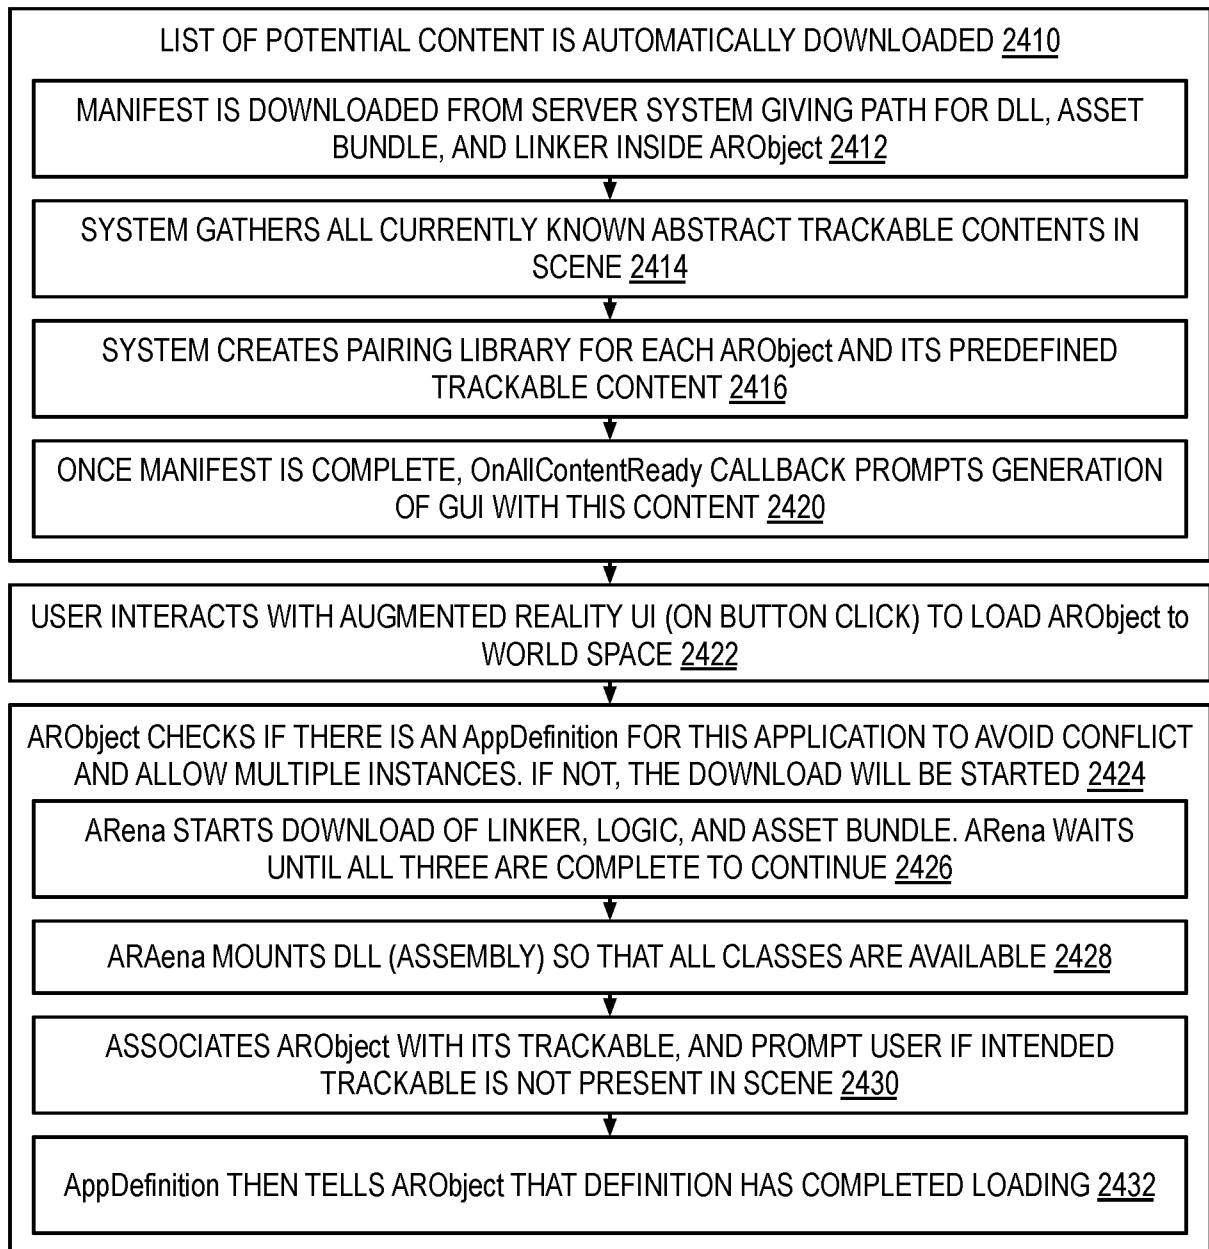 LIST OF POTENTIAL CONTENT IS AUTOMATICALLY DOWNLOADED 2410
MANIFEST IS DOWNLOADED FROM SERVER SYSTEM GIVING PATH FOR DLL, ASSET
BUNDLE, AND LINKER INSIDE ARObject 2412
SYSTEM GATHERS ALL CURRENTLY KNOWN ABSTRACT TRACKABLE CONTENTS IN
SCENE 2414
SYSTEM CREATES PAIRING LIBRARY FOR EACH ARObject AND ITS PREDEFINED
TRACKABLE CONTENT 2416
ONCE MANIFEST IS COMPLETE, OnAllContentReady CALLBACK PROMPTS GENERATION
OF GUI WITH THIS CONTENT 2420
USER INTERACTS WITH AUGMENTED REALITY UI (ON BUTTON CLICK) TO LOAD ARObject to
WORLD SPACE 2422
ARObject CHECKS IF THERE IS AN AppDefinition FOR THIS APPLICATION TO AVOID CONFLICT
AND ALLOW MULTIPLE INSTANCES. IF NOT, THE DOWNLOAD WILL BE STARTED 2424
ARena STARTS DOWNLOAD OF LINKER, LOGIC, AND ASSET BUNDLE. ARena WAITS
UNTIL ALL THREE ARE COMPLETE TO CONTINUE 2426
ARAena MOUNTS DLL (ASSEMBLY) SO THAT ALL CLASSES ARE AVAILABLE 2428
ASSOCIATES ARObject WITH ITS TRACKABLE, AND PROMPT USER IF INTENDED
TRACKABLE IS NOT PRESENT IN SCENE 2430
AppDefinition THEN TELLS ARObject THAT DEFINITION HAS COMPLETED LOADING 2432